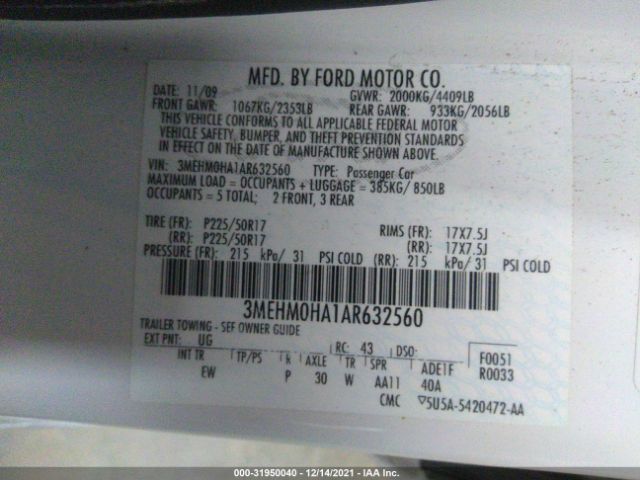 MFD. BY FORD MOTOR CO.
DATE: 11/09 GVWR: 2000KG/4409LB
FRONT GAWR: 1067KG/2353LB REAR GAWR: 933KG/2056LB
THIS VEHICLE CONFORMS TO ALL APPLICABLE FEDERAL MOTOR
VEHICLE SAFETY, BUMPER, AND THEFT PREVENTION STANDARDS
IN EFFECT ON THE DATE OF MANUFACTURE SHOWN ABOVE.
VIN: 3MEHM0HA1AR632560 TYPE: Passenger Car
MAXIMUM LOAD = OCCUPANTS + LUGGAGE = 385KG/ 850LB
OCCUPANTS = 5 TOTAL; 2 FRONT, 3 REAR
TIRE (FR): P225/50R17 RIMS (FR): 17X7.5J
(RR): P225/50R17 (RR): 17X7.5J
PRESSURE (FR): 215 kPa/ 31 PSI COLD (RR): 215 kPa/ 31 PSI COLD
3MEHM0HA1AR632560
TRAILER TOWING - SEE OWNER GUIDE
EXT PNT: UG RC: 43 DSO: F0051
INT TR TP/PS R AXLE TR SPR ADE1F R0033
EW P 30 W AA11 40A
CMC ▽5U5A-5420472-AA
000-31950040 - 12/14/2021 - IAA Inc.